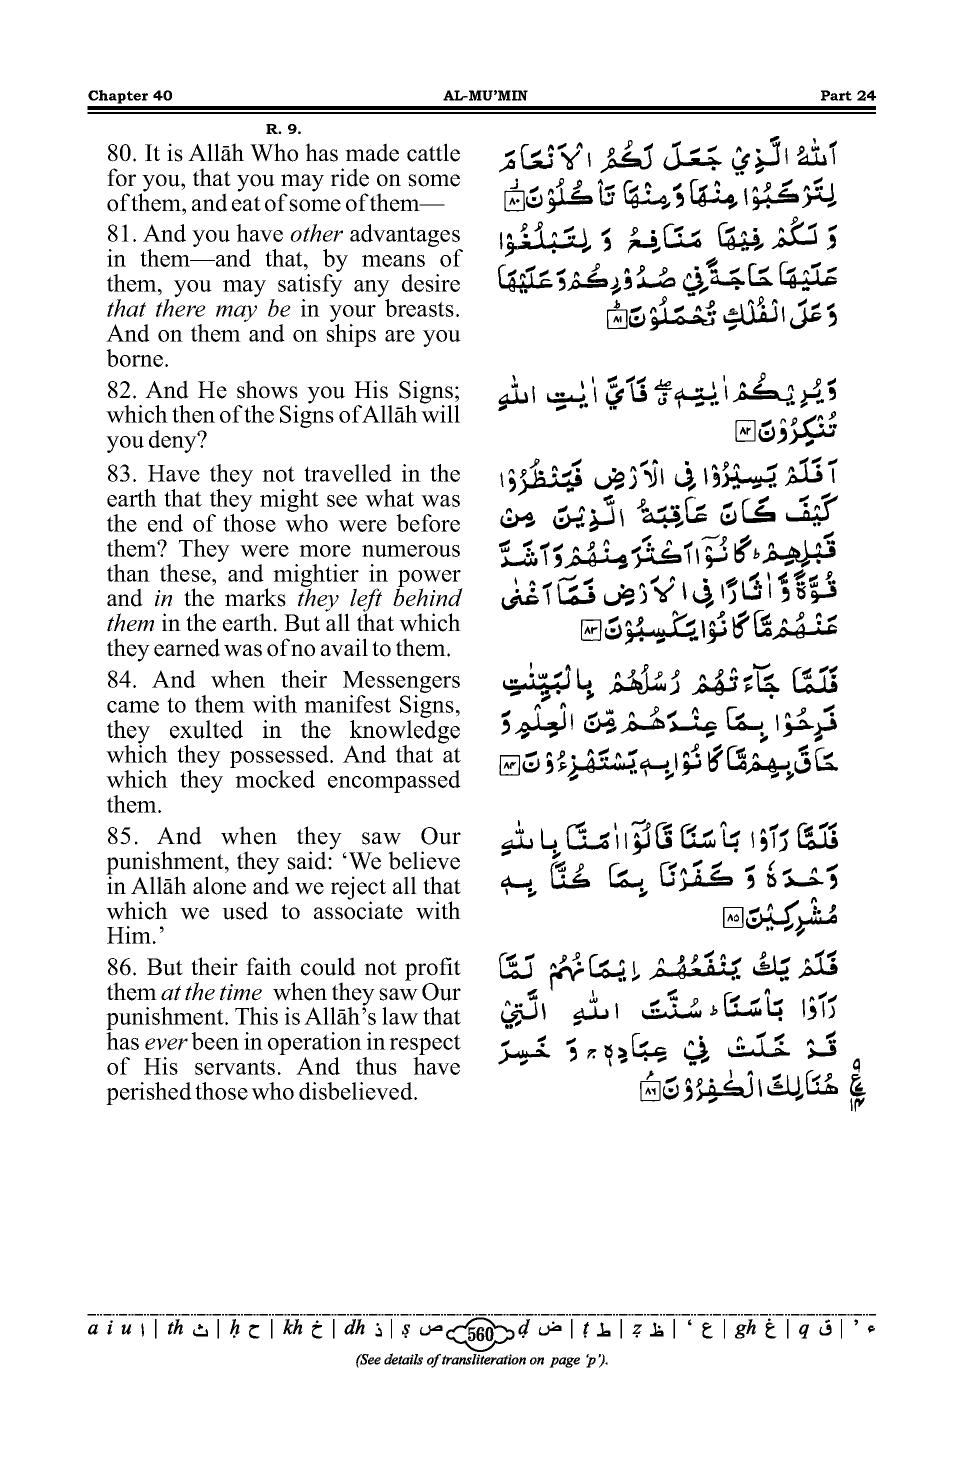 Chapter 40 AL-MU’MIN Part 24
R. 9.
80. It is Allāh Who has made cattle
for you, that you may ride on some
of them, and eat of some of them—
81. And you have other advantages
in them—and that, by means of
them, you may satisfy any desire
that there may be in your breasts.
And on them and on ships are you
borne.
82. And He shows you His Signs;
which then of the Signs of Allāh will
you deny?
83. Have they not travelled in the
earth that they might see what was
the end of those who were before
them? They were more numerous
than these, and mightier in power
and in the marks they left behind
them in the earth. But all that which
they earned was of no avail to them.
84. And when their Messengers
came to them with manifest Signs,
they exulted in the knowledge
which they possessed. And that at
which they mocked encompassed
them.
85. And when they saw Our
punishment, they said: ‘We believe
in Allāh alone and we reject all that
which we used to associate with
Him.’
86. But their faith could not profit
them at the time when they saw Our
punishment. This is Allāh’s law that
has ever been in operation in respect
of His servants. And thus have
perished those who disbelieved.
اَللّٰهُ الَّذِيْ جَعَلَ لَكُمُ الْاَنْعَامَ
لِتَرْكَبُوْا مِنْهَا وَمِنْهَا تَاْكُلُوْنَ ۸۰
وَ لَكُمْ فِيْهَا مَنَافِعُ وَ لِتَبْلُغُوْا
عَلَيْهَا حَاجَةً فِيْ صُدُوْرِكُمْ وَعَلَيْهَا
وَعَلَى الْفُلْكِ تُحْمَلُوْنَ ۸۱
وَيُرِيْكُمْ اٰيٰتِهٖ ۖ فَاَيَّ اٰيٰتِ اللّٰهِ
تُنْكِرُوْنَ ۸۲
اَفَلَمْ يَسِيْرُوْا فِي الْاَرْضِ فَيَنْظُرُوْا
كَيْفَ كَانَ عَاقِبَةُ الَّذِيْنَ مِنْ
قَبْلِهِمْ ؕ كَانُوْۤا اَكْثَرَ مِنْهُمْ وَاَشَدَّ
قُوَّةً وَّ اٰثَارًا فِي الْاَرْضِ فَمَاۤ اَغْنٰى
عَنْهُمْ مَّا كَانُوْا يَكْسِبُوْنَ ۸۳
فَلَمَّا جَآءَتْهُمْ رُسُلُهُمْ بِالْبَيِّنٰتِ
فَرِحُوْا بِمَا عِنْدَهُمْ مِّنَ الْعِلْمِ وَ
حَاقَ بِهِمْ مَّا كَانُوْا بِهٖ يَسْتَهْزِءُوْنَ ۸۴
فَلَمَّا رَاَوْا بَاْسَنَا قَالُوْۤا اٰمَنَّا بِاللّٰهِ
وَحْدَهٗ وَ كَفَرْنَا بِمَا كُنَّا بِهٖ
مُشْرِكِيْنَ ۸۵
فَلَمْ يَكُ يَنْفَعُهُمْ اِيْمَانُهُمْ لَمَّا
رَاَوْا بَاْسَنَا ؕ سُنَّتَ اللّٰهِ الَّتِيْ
قَدْ خَلَتْ فِيْ عِبَادِهٖ ۚ وَ خَسِرَ
هُنَالِكَ الْكٰفِرُوْنَ ۸۶
۹ ع ۱۴
a i u ا | th ث | ḥ ح | kh خ | dh ذ | ṣ ص 560 ḍ ض | ṭ ط | ẓ ظ | ‘ ع | gh غ | q ق | ’ ء
(See details of transliteration on page ‘p’).